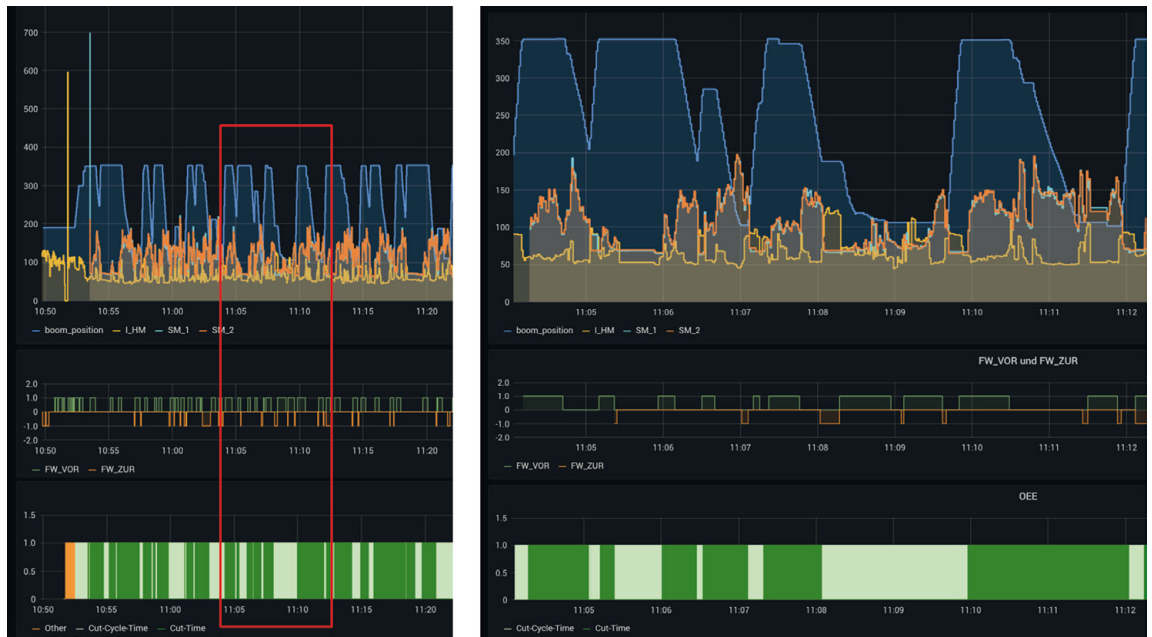 700
600
500
400
300
200
100
0
10:50 10:55 11:00 11:05 11:10 11:15 11:20
boom_position I_HM SM_1 SM_2
2.0
1.0
0
-1.0
-2.0
10:50 10:55 11:00 11:05 11:10 11:15 11:20
FW_VOR FW_ZUR
1.5
1.0
0.5
0
10:50 10:55 11:00 11:05 11:10 11:15 11:20
Other Cut-Cycle-Time Cut-Time
350
300
250
200
150
100
50
0
11:05 11:06 11:07 11:08 11:09 11:10 11:11 11:12
boom_position I_HM SM_1 SM_2
FW_VOR und FW_ZUR
2.0
1.0
0
-1.0
-2.0
11:05 11:06 11:07 11:08 11:09 11:10 11:11 11:12
FW_VOR FW_ZUR
OEE
1.5
1.0
0.5
0
11:05 11:06 11:07 11:08 11:09 11:10 11:11 11:12
Cut-Cycle-Time Cut-Time